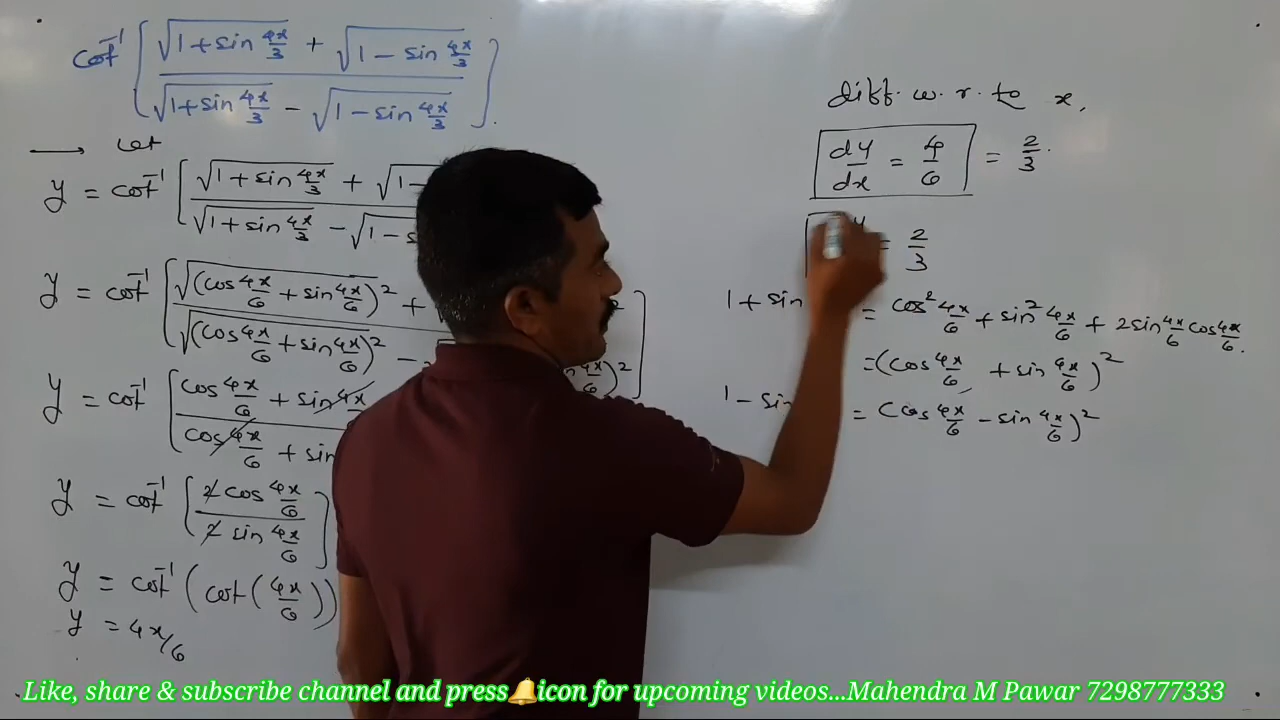 cot⁻¹ [ (√(1+sin 4x/3) + √(1 − sin 4x/3)) / (√(1+sin 4x/3) − √(1 − sin 4x/3)) ].
→ Let
y = cot⁻¹ [ (√(1+sin 4x/3) + √(1− / (√(1+sin 4x/3) − √(1−s
y = cot⁻¹ [ (√(cos 4x/6 + sin 4x/6)² + ² / √(cos 4x/6 + sin 4x/6)² − 4x/6)² ]
y = cot⁻¹ [ cos 4x/6 + sin 4x / cos 4x/6 + sin
y = cot⁻¹ [ 2 cos 4x/6 / 2 sin 4x/6 ]
y = cot⁻¹ ( cot ( 4x/6 ))
y = 4x/6
diff. w. r. to x,
dy/dx = 4/6 = 2/3.
= 2/3
1 + sin = cos² 4x/6 + sin² 4x/6 + 2 sin 4x/6 cos 4x/6.
= (cos 4x/6 + sin 4x/6)²
1 − sin = (cos 4x/6 − sin 4x/6)²
Like, share & subscribe channel and press🔔icon for upcoming videos...Mahendra M Pawar 7298777333